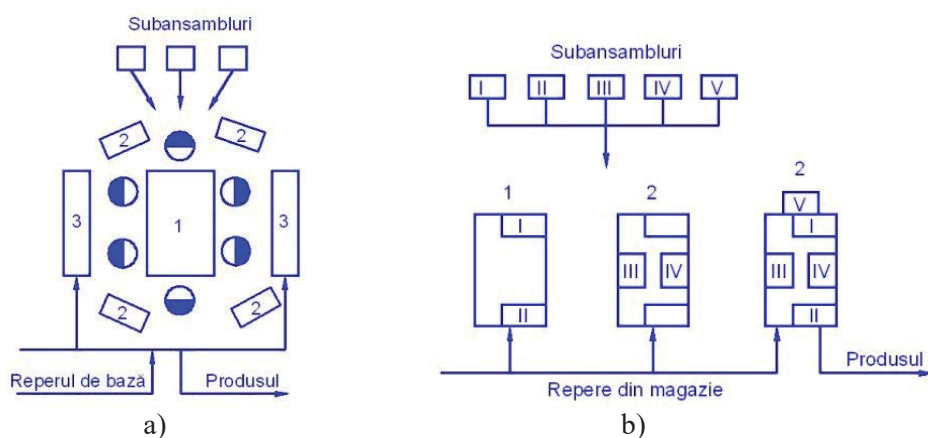 Subansambluri
2
2
3
1
3
2
2
Reperul de bază
Produsul
a)
Subansambluri
I
II
III
IV
V
1
2
2
V
I
I
III
IV
III
IV
II
II
Produsul
Repere din magazie
b)